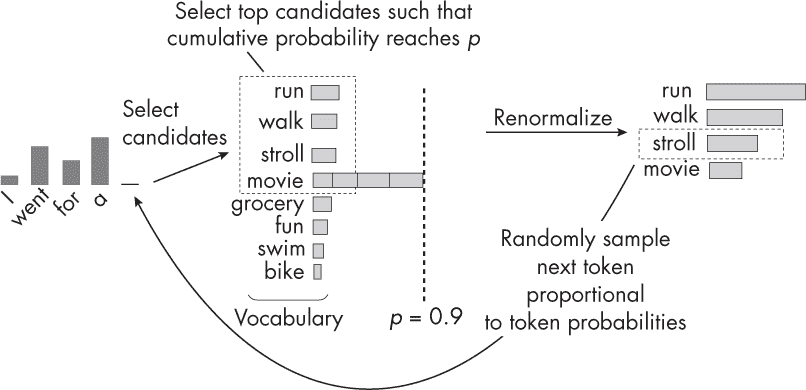 Select top candidates such that
cumulative probability reaches p
Select
candidates
I
went
for
a
_
run
walk
stroll
movie
grocery
fun
swim
bike
Vocabulary
p = 0.9
Renormalize
run
walk
stroll
movie
Randomly sample
next token
proportional
to token probabilities